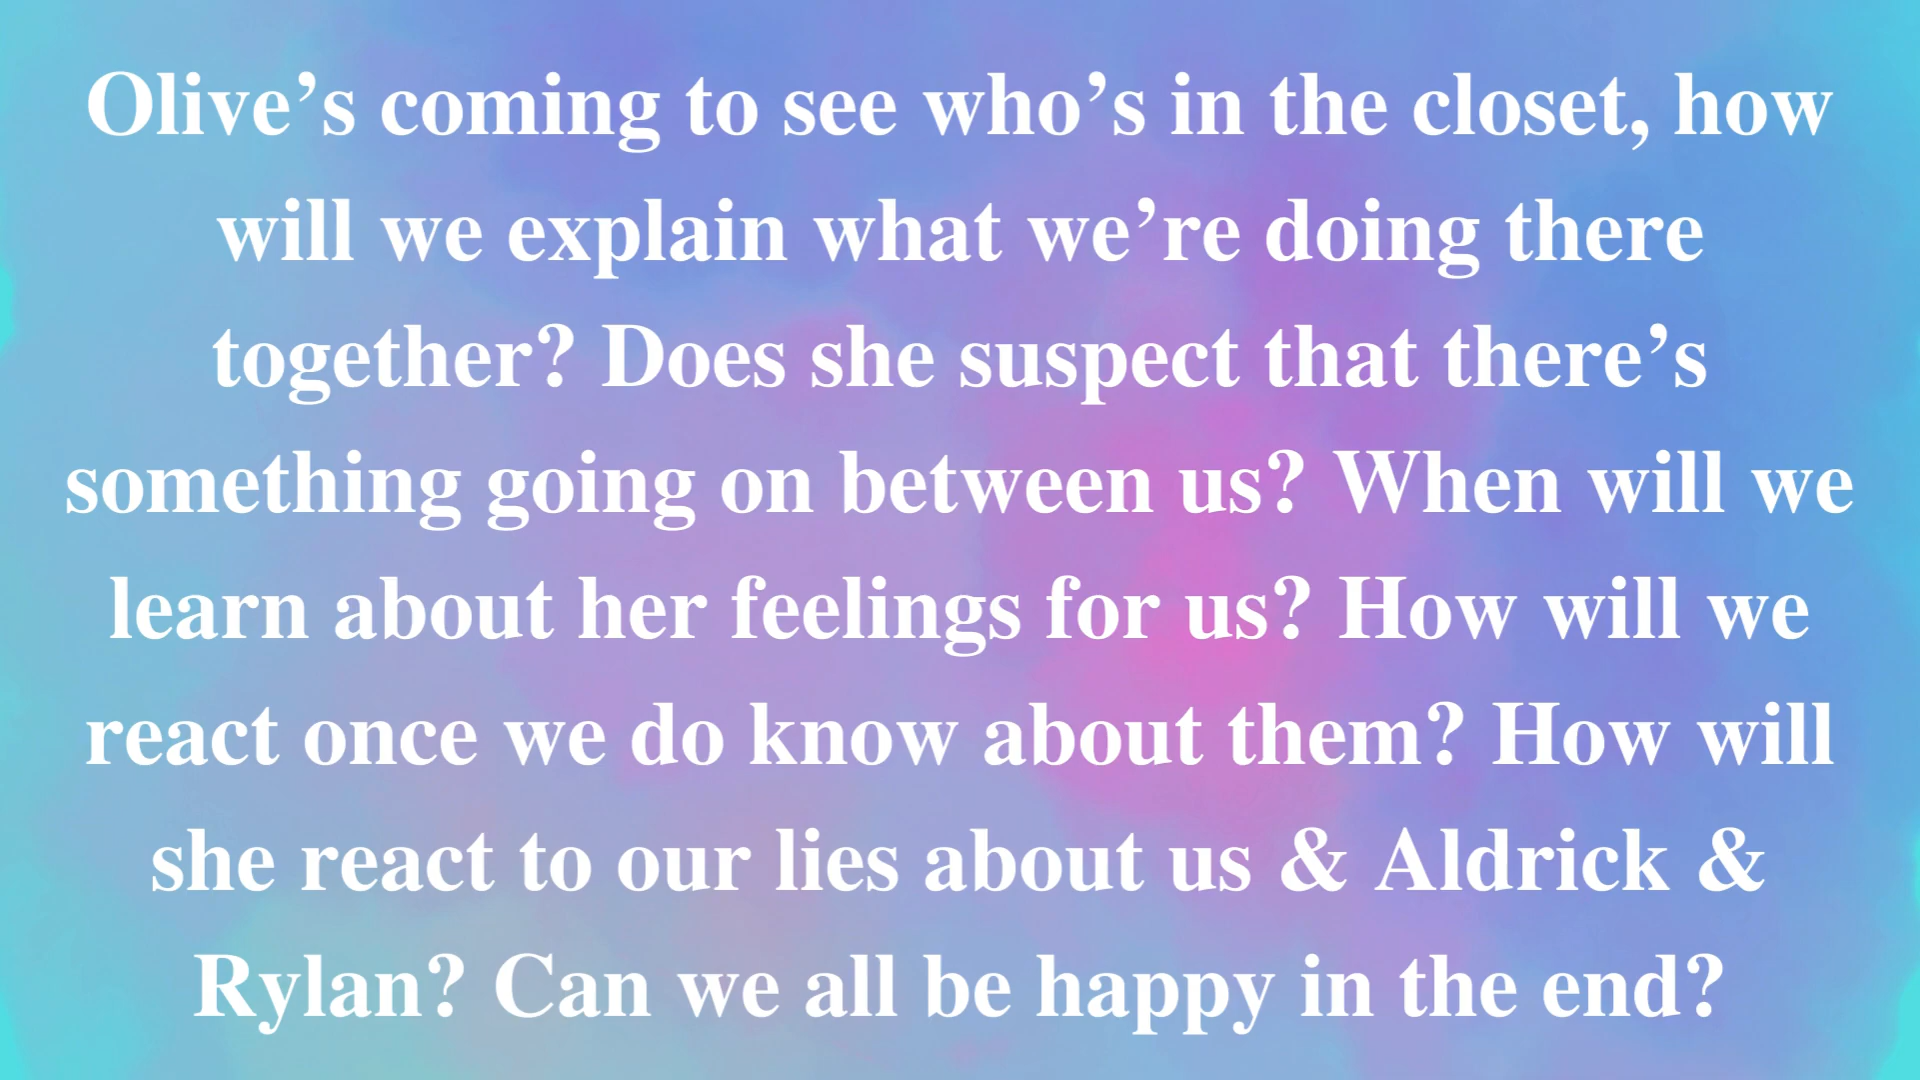 Olive’s coming to see who’s in the closet, how
will we explain what we’re doing there
together? Does she suspect that there’s
something going on between us? When will we
learn about her feelings for us? How will we
react once we do know about them? How will
she react to our lies about us & Aldrick &
Rylan? Can we all be happy in the end?